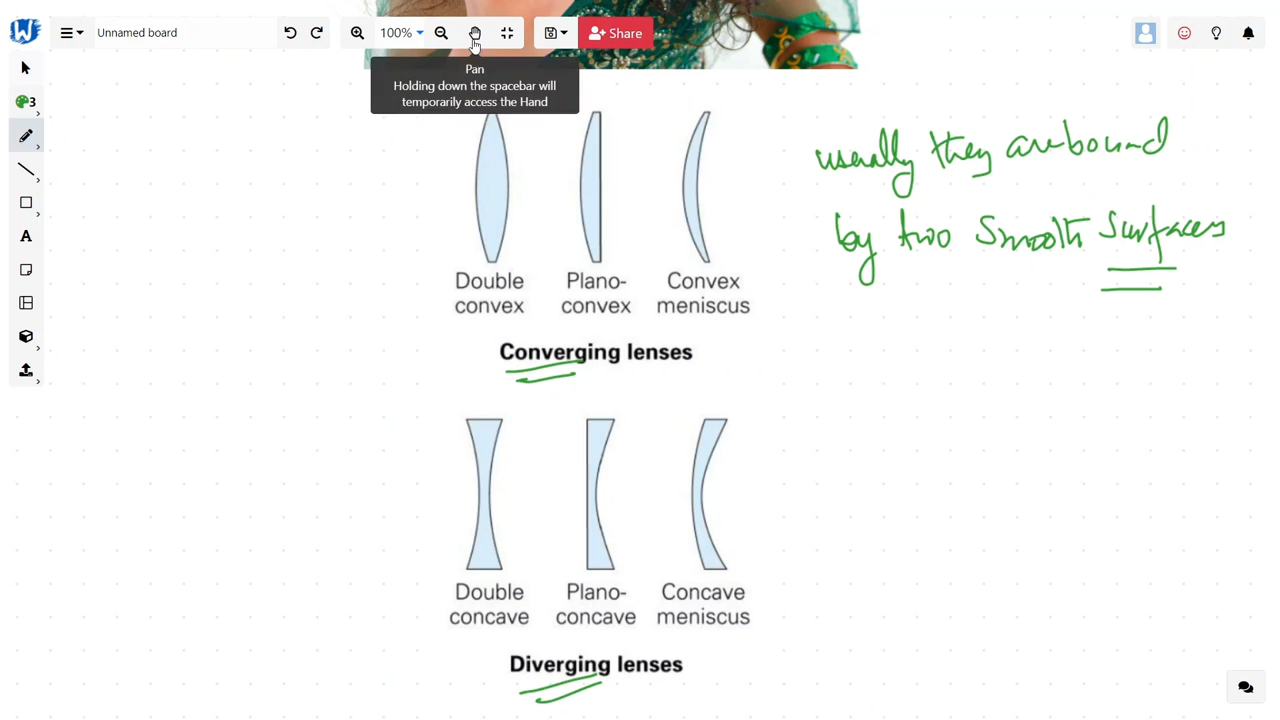 Unnamed board
100%
Share
Pan
Holding down the spacebar will
temporarily access the Hand
3
A
usually they are bound
by two smooth surfaces
Double
convex
Plano-
convex
Convex
meniscus
Converging lenses
Double
concave
Plano-
concave
Concave
meniscus
Diverging lenses